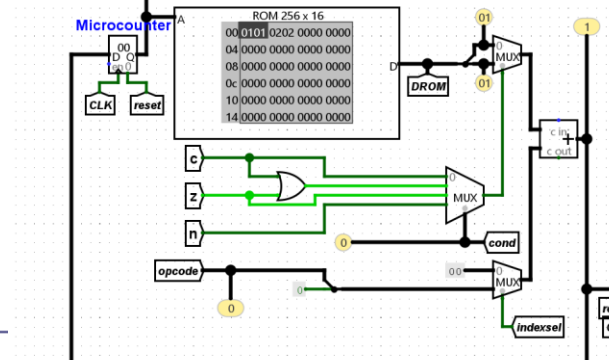 ROM 256 x 16
01
1
Microcounter
A
00 0101 0202 0000 0000
04 0000 0000 0000 0000
08 0000 0000 0000 0000
0c 0000 0000 0000 0000
10 0000 0000 0000 0000
14 0000 0000 0000 0000
D
00
D Q
en 0
CLK
reset
DROM
0
MUX
01
c in
+
c out
c
z
n
0
MUX
0
cond
opcode
0
0
00
0
MUX
indexsel